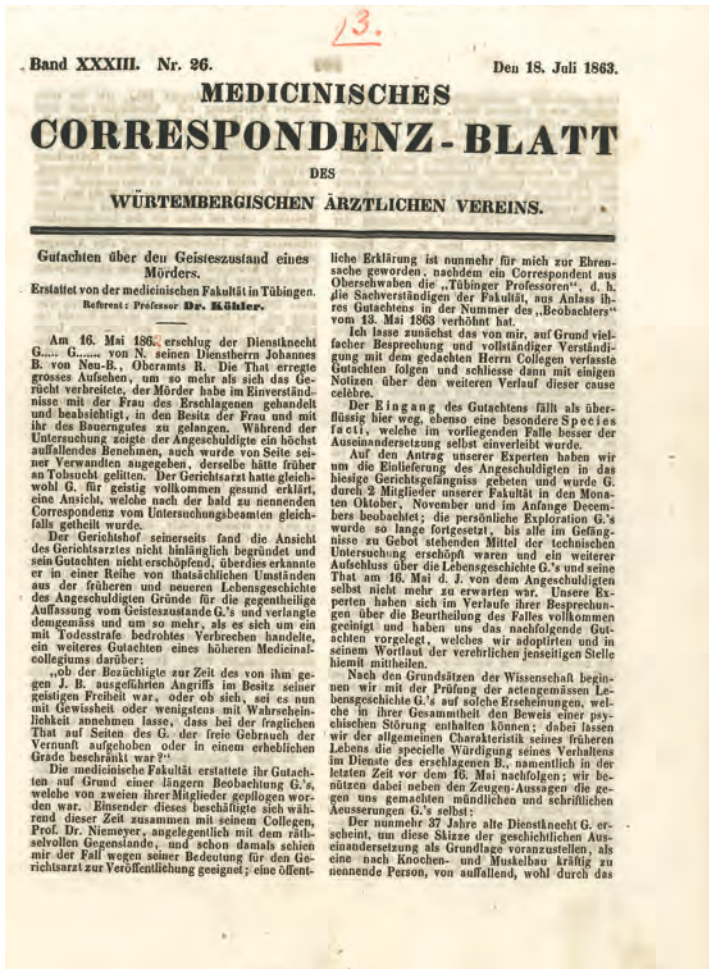 13.
Band XXXIII. Nr. 26.
Den 18. Juli 1863.
MEDICINISCHES
CORRESPONDENZ-BLATT
DES
WÜRTEMBERGISCHEN ÄRZTLICHEN VEREINS.
Gutachten über den Geisteszustand eines
Mörders.
Erstattet von der medicinischen Fakultät in Tübingen.
Referent: Professor Dr. Köhler.
Am 16. Mai 186. erschlug der Dienstknecht
G..... G....... von N. seinen Dienstherrn Johannes
B. von Neu-B., Oberamts R. Die That erregte
grosses Aufsehen, um so mehr als sich das Ge-
rücht verbreitete, der Mörder habe im Einverständ-
nisse mit der Frau des Erschlagenen gehandelt
und beabsichtigt, in den Besitz der Frau und mit
ihr des Bauerngutes zu gelangen. Während der
Untersuchung zeigte der Angeschuldigte ein höchst
auffallendes Benehmen, auch wurde von Seite sei-
ner Verwandten angegeben, derselbe hätte früher
an Tobsucht gelitten. Der Gerichtsarzt hatte gleich-
wohl G. für geistig vollkommen gesund erklärt,
eine Ansicht, welche nach der bald zu nennenden
Correspondenz vom Untersuchungsbeamten gleich-
falls getheilt wurde.
Der Gerichtshof seinerseits fand die Ansicht
des Gerichtsarztes nicht hinlänglich begründet und
sein Gutachten nicht erschöpfend, überdies erkannte
er in einer Reihe von thatsächlichen Umständen
aus der früheren und neueren Lebensgeschichte
des Angeschuldigten Gründe für die gegentheilige
Auffassung vom Geisteszustande G.'s und verlangte
demgemäss und um so mehr, als es sich um ein
mit Todesstrafe bedrohtes Verbrechen handelte,
ein weiteres Gutachten eines höheren Medicinal-
collegiums darüber:
„ob der Bezüchtigte zur Zeit des von ihm ge-
gen J. B. ausgeführten Angriffs im Besitz seiner
geistigen Freiheit war, oder ob sich, sei es nun
mit Gewissheit oder wenigstens mit Wahrschein-
lichkeit annehmen lasse, dass bei der fraglichen
That auf Seiten des G. der freie Gebrauch der
Vernunft aufgehoben oder in einem erheblichen
Grade beschränkt war?“
Die medicinische Fakultät erstattete ihr Gutach-
ten auf Grund einer längern Beobachtung G.'s,
welche von zweien ihrer Mitglieder gepflogen wor-
den war. Einsender dieses beschäftigte sich wäh-
rend dieser Zeit zusammen mit seinem Collegen,
Prof. Dr. Niemeyer, angelegentlich mit dem räth-
selvollen Gegenstande, und schon damals schien
mir der Fall wegen seiner Bedeutung für den Ge-
richtsarzt zur Veröffentlichung geeignet; eine öffent-
liche Erklärung ist nunmehr für mich zur Ehren-
sache geworden, nachdem ein Correspondent aus
Oberschwaben die „Tübinger Professoren“, d. h.
die Sachverständigen der Fakultät, aus Anlass ih-
res Gutachtens in der Nummer des „Beobachters“
vom 13. Mai 1863 verhöhnt hat.
Ich lasse zunächst das von mir, auf Grund viel-
facher Besprechung und vollständiger Verständi-
gung mit dem gedachten Herrn Collegen verfasste
Gutachten folgen und schliesse dann mit einigen
Notizen über den weiteren Verlauf dieser cause
celèbre.
Der Eingang des Gutachtens fällt als über-
flüssig hier weg, ebenso eine besondere Species
facti, welche im vorliegenden Falle besser der
Auseinandersetzung selbst einverleibt wurde.
Auf den Antrag unserer Experten haben wir
um die Einlieferung des Angeschuldigten in das
hiesige Gerichtsgefängniss gebeten und wurde G.
durch 2 Mitglieder unserer Fakultät in den Mona-
ten Oktober, November und im Anfange Decem-
bers beobachtet; die persönliche Exploration G.'s
wurde so lange fortgesetzt, bis alle im Gefäng-
nisse zu Gebot stehenden Mittel der technischen
Untersuchung erschöpft waren und ein weiterer
Aufschluss über die Lebensgeschichte G.'s und seine
That am 16. Mai d. J. von dem Angeschuldigten
selbst nicht mehr zu erwarten war. Unsere Ex-
perten haben sich im Verlaufe ihrer Besprechun-
gen über die Beurtheilung des Falles vollkommen
geeinigt und haben uns das nachfolgende Gut-
achten vorgelegt, welches wir adoptirten und in
seinem Wortlaut der verehrlichen jenseitigen Stelle
hiemit mittheilen.
Nach den Grundsätzen der Wissenschaft begin-
nen wir mit der Prüfung der actengemässen Le-
bensgeschichte G.'s auf solche Erscheinungen, wel-
che in ihrer Gesammtheit den Beweis einer psy-
chischen Störung enthalten können; dabei lassen
wir der allgemeinen Charakteristik seines früheren
Lebens die specielle Würdigung seines Verhaltens
im Dienste des erschlagenen B., namentlich in der
letzten Zeit vor dem 16. Mai nachfolgen; wir be-
nützen dabei neben den Zeugen-Aussagen die ge-
gen uns gemachten mündlichen und schriftlichen
Aeusserungen G.'s selbst:
Der nunmehr 37 Jahre alte Dienstknecht G. er-
scheint, um diese Skizze der geschichtlichen Aus-
einandersetzung als Grundlage voranzustellen, als
eine nach Knochen- und Muskelbau kräftig zu
nennende Person, von auffallend, wohl durch das